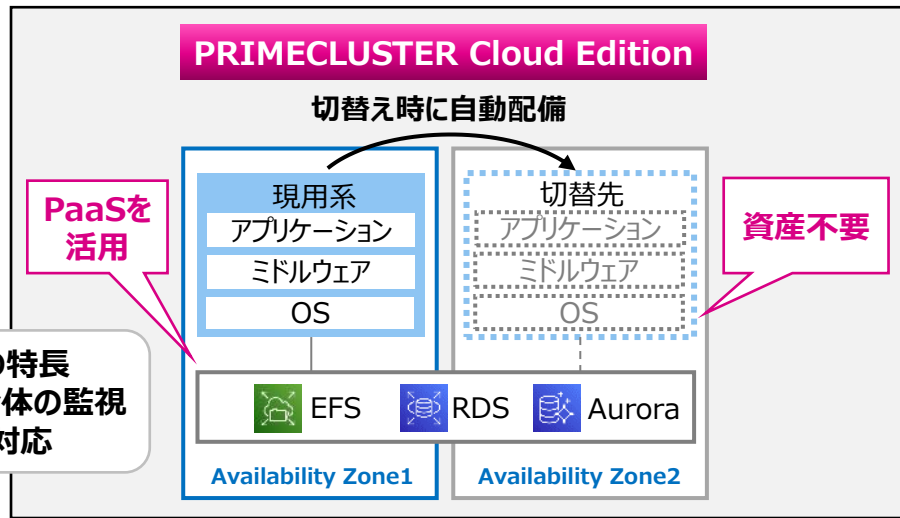 PRIMECLUSTER Cloud Edition
切替え時に自動配備
現用系
アプリケーション
ミドルウェア
OS
切替先
アプリケーション
ミドルウェア
OS
PaaSを
活用
資産不要
の特長
体の監視
対応
EFS
RDS
Aurora
Availability Zone1
Availability Zone2